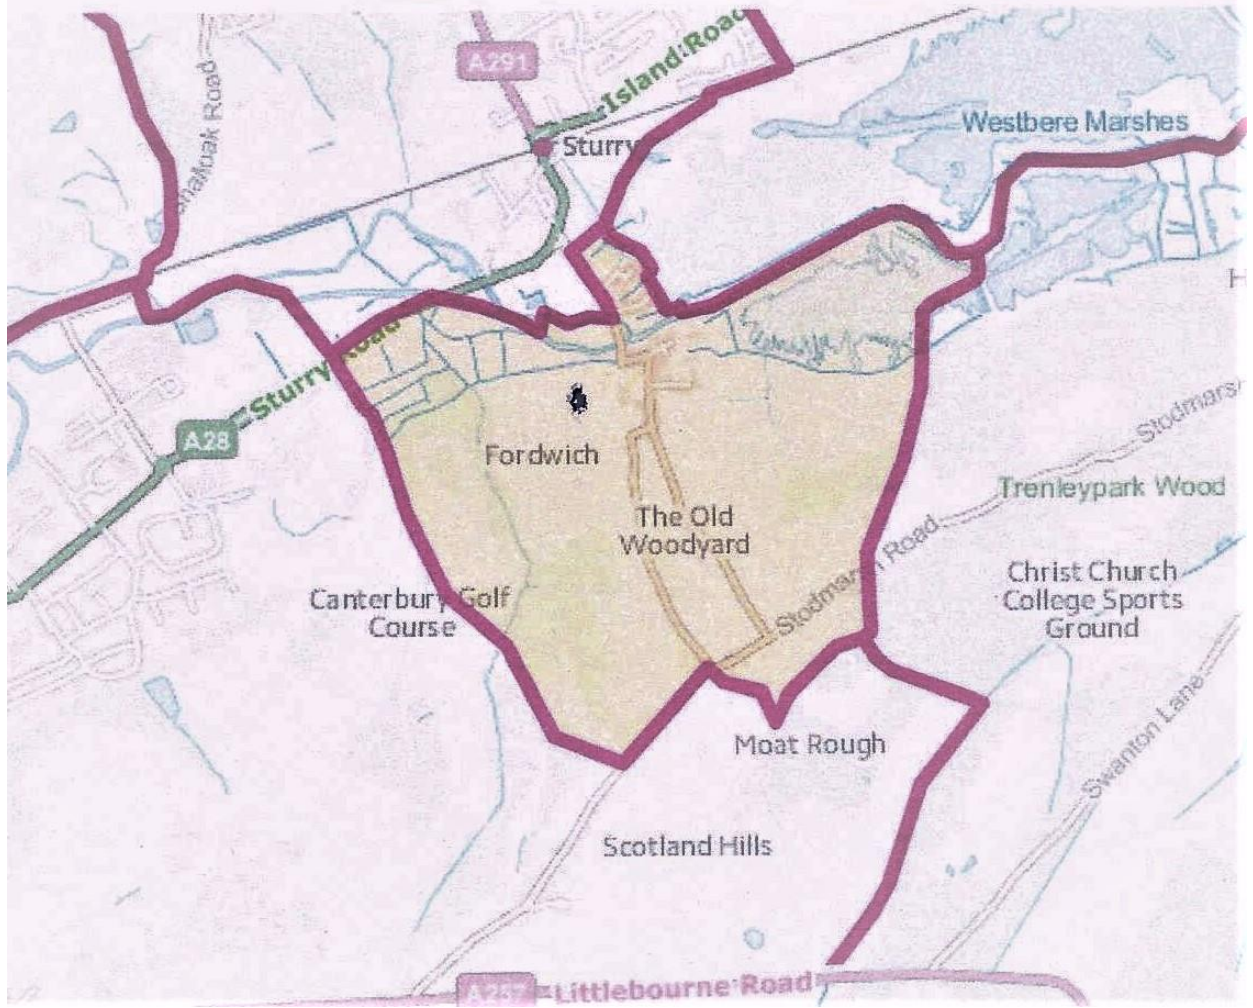 A291
Island Road
Sturry
Westbere Marshes
Sturry Road
A28
Stodmars
Fordwich
Trenleypark Wood
The Old
Woodyard
Stodmarsh Road
Christ Church
College Sports
Ground
Canterbury Golf
Course
Moat Rough
Swanton Lane
Scotland Hills
Littlebourne Road
H